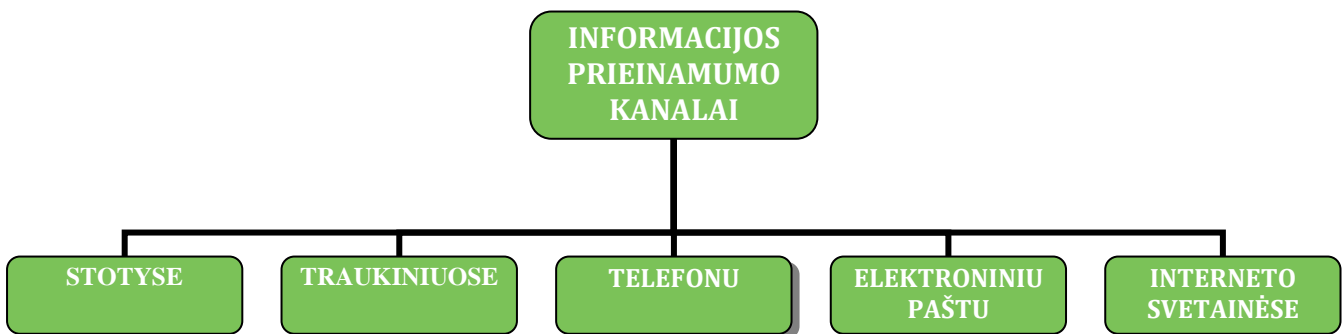 INFORMACIJOS
PRIEINAMUMO
KANALAI
STOTYSE
TRAUKINIUOSE
TELEFONU
ELEKTRONINIU
PAŠTU
INTERNETO
SVETAINĖSE